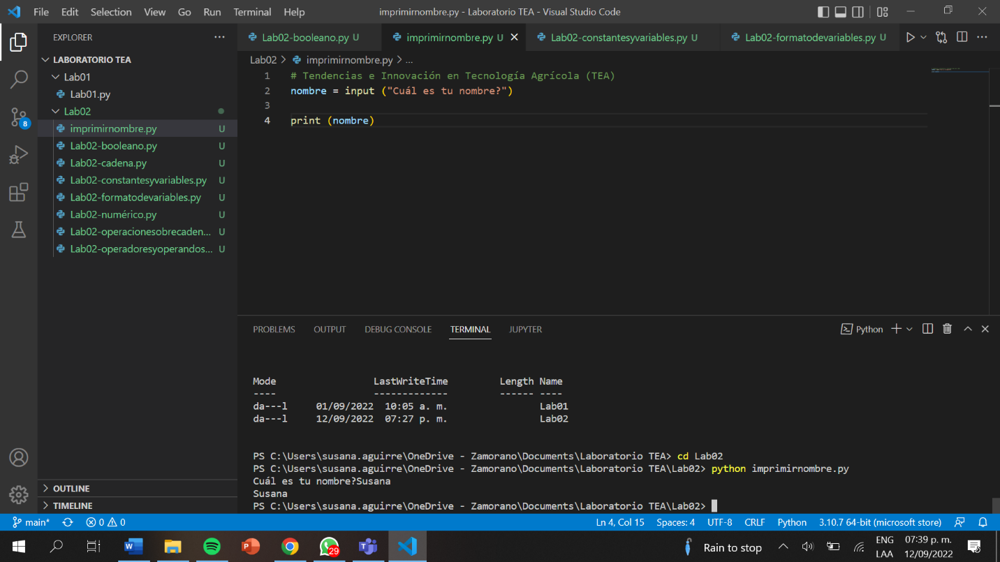 File Edit Selection View Go Run Terminal Help
imprimirnombre.py - Laboratorio TEA - Visual Studio Code
EXPLORER
LABORATORIO TEA
Lab01
Lab01.py
Lab02
imprimirnombre.py U
Lab02-booleano.py U
Lab02-cadena.py U
Lab02-constantesyvariables.py U
Lab02-formatodevariables.py U
Lab02-numérico.py U
Lab02-operacionesobrecaden... U
Lab02-operadoresyoperandos... U
8
OUTLINE
TIMELINE
Lab02-booleano.py U imprimirnombre.py U Lab02-constantesyvariables.py U Lab02-formatodevariables.py U
Lab02 > imprimirnombre.py > ...
1 # Tendencias e Innovación en Tecnología Agrícola (TEA)
2 nombre = input ("Cuál es tu nombre?")
3
4 print (nombre)
PROBLEMS OUTPUT DEBUG CONSOLE TERMINAL JUPYTER
Python
Mode LastWriteTime Length Name
---- ------------- ------ ----
da---l 01/09/2022 10:05 a. m. Lab01
da---l 12/09/2022 07:27 p. m. Lab02
PS C:\Users\susana.aguirre\OneDrive - Zamorano\Documents\Laboratorio TEA> cd Lab02
PS C:\Users\susana.aguirre\OneDrive - Zamorano\Documents\Laboratorio TEA\Lab02> python imprimirnombre.py
Cuál es tu nombre?Susana
Susana
PS C:\Users\susana.aguirre\OneDrive - Zamorano\Documents\Laboratorio TEA\Lab02>
main* 0 0 Ln 4, Col 15 Spaces: 4 UTF-8 CRLF Python 3.10.7 64-bit (microsoft store)
29
Rain to stop
ENG
LAA
07:39 p. m.
12/09/2022